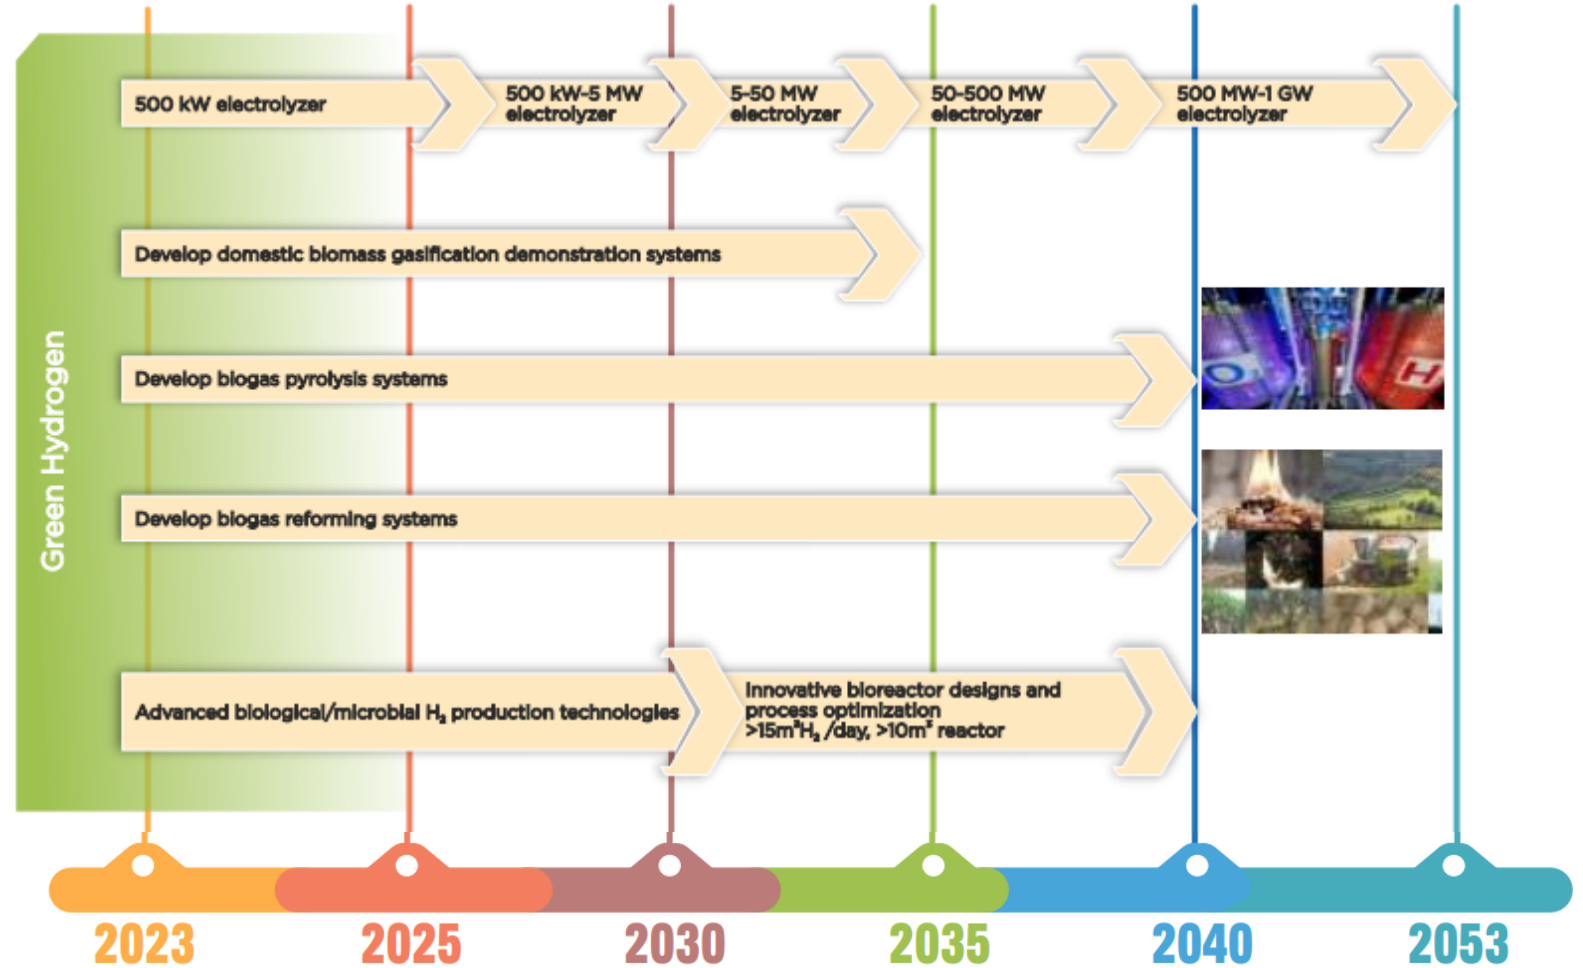 500 kW electrolyzer
500 kW-5 MW
electrolyzer
5-50 MW
electrolyzer
50-500 MW
electrolyzer
500 MW-1 GW
electrolyzer
Develop domestic biomass gasification demonstration systems
Develop biogas pyrolysis systems
Develop biogas reforming systems
Advanced biological/microbial H₂ production technologies
Innovative bioreactor designs and
process optimization
>15m³H₂ /day, >10m³ reactor
Green Hydrogen
O
H
2023
2025
2030
2035
2040
2053